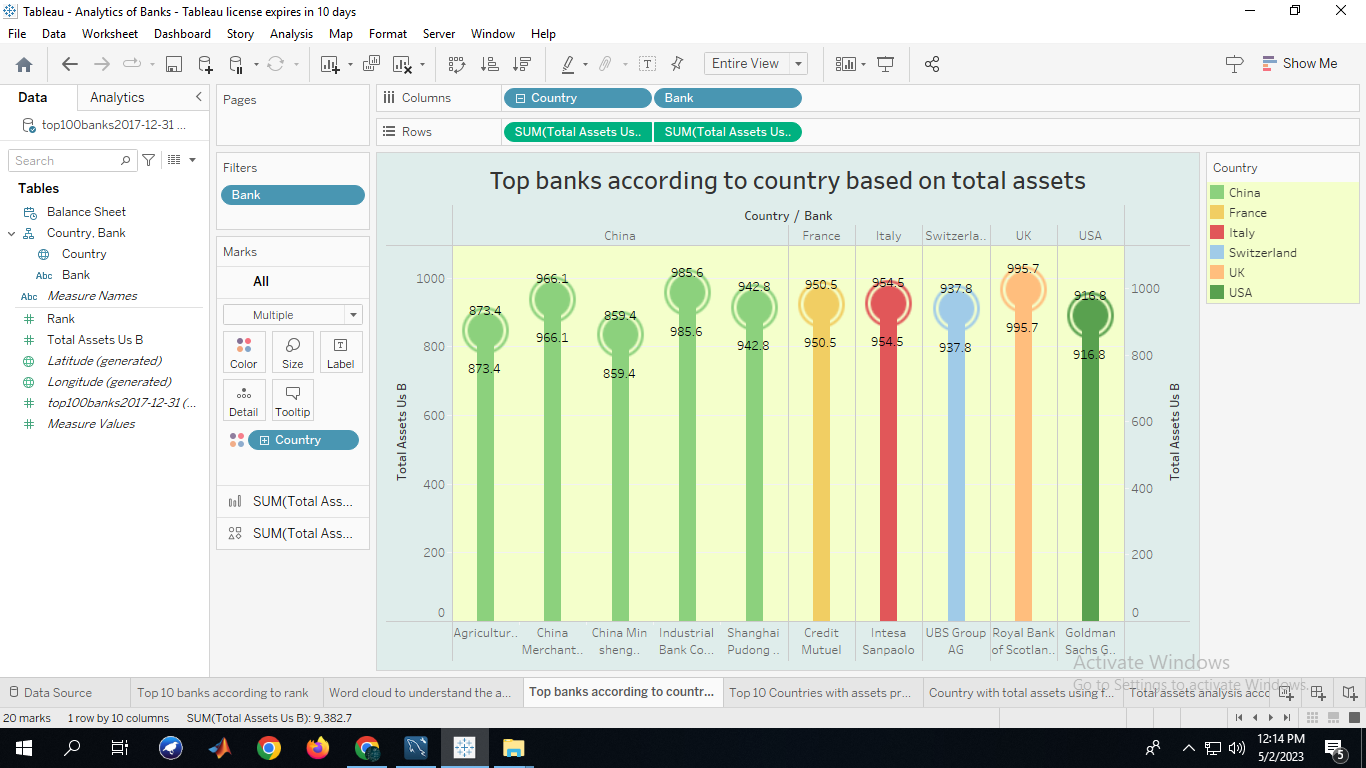 Tableau - Analytics of Banks - Tableau license expires in 10 days
File Data Worksheet Dashboard Story Analysis Map Format Server Window Help
Entire View
Show Me
Data Analytics
top100banks2017-12-31 ...
Search
Tables
Balance Sheet
Country, Bank
Country
Abc Bank
Abc Measure Names
Rank
Total Assets Us B
Latitude (generated)
Longitude (generated)
top100banks2017-12-31 (...
Measure Values
Pages
Filters
Bank
Marks
All
Multiple
Color Size Label
Detail Tooltip
Country
SUM(Total Ass...
SUM(Total Ass...
Columns Country Bank
Rows SUM(Total Assets Us.. SUM(Total Assets Us..
Top banks according to country based on total assets
Country / Bank
China France Italy Switzerla.. UK USA
Total Assets Us B
1000
800
600
400
200
0
873.4 966.1 859.4 985.6 942.8 950.5 954.5 937.8 995.7 916.8
873.4 966.1 859.4 985.6 942.8 950.5 954.5 937.8 995.7 916.8
1000
800
600
400
200
0
Total Assets Us B
Agricultur.. China Min China Industrial Shanghai Credit Intesa UBS Group Royal Bank Goldman
Merchant.. sheng.. Bank Co... Pudong .. Mutuel Sanpaolo AG of Scotlan.. Sachs G..
Country
China
France
Italy
Switzerland
UK
USA
Activate Windows
Go to Settings to activate Windows.
Data Source Top 10 banks according to rank Word cloud to understand the a... Top banks according to countr... Top 10 Countries with assets pr... Country with total assets using f... Total assets analysis acco
20 marks 1 row by 10 columns SUM(Total Assets Us B): 9,382.7
12:14 PM
5/2/2023
5